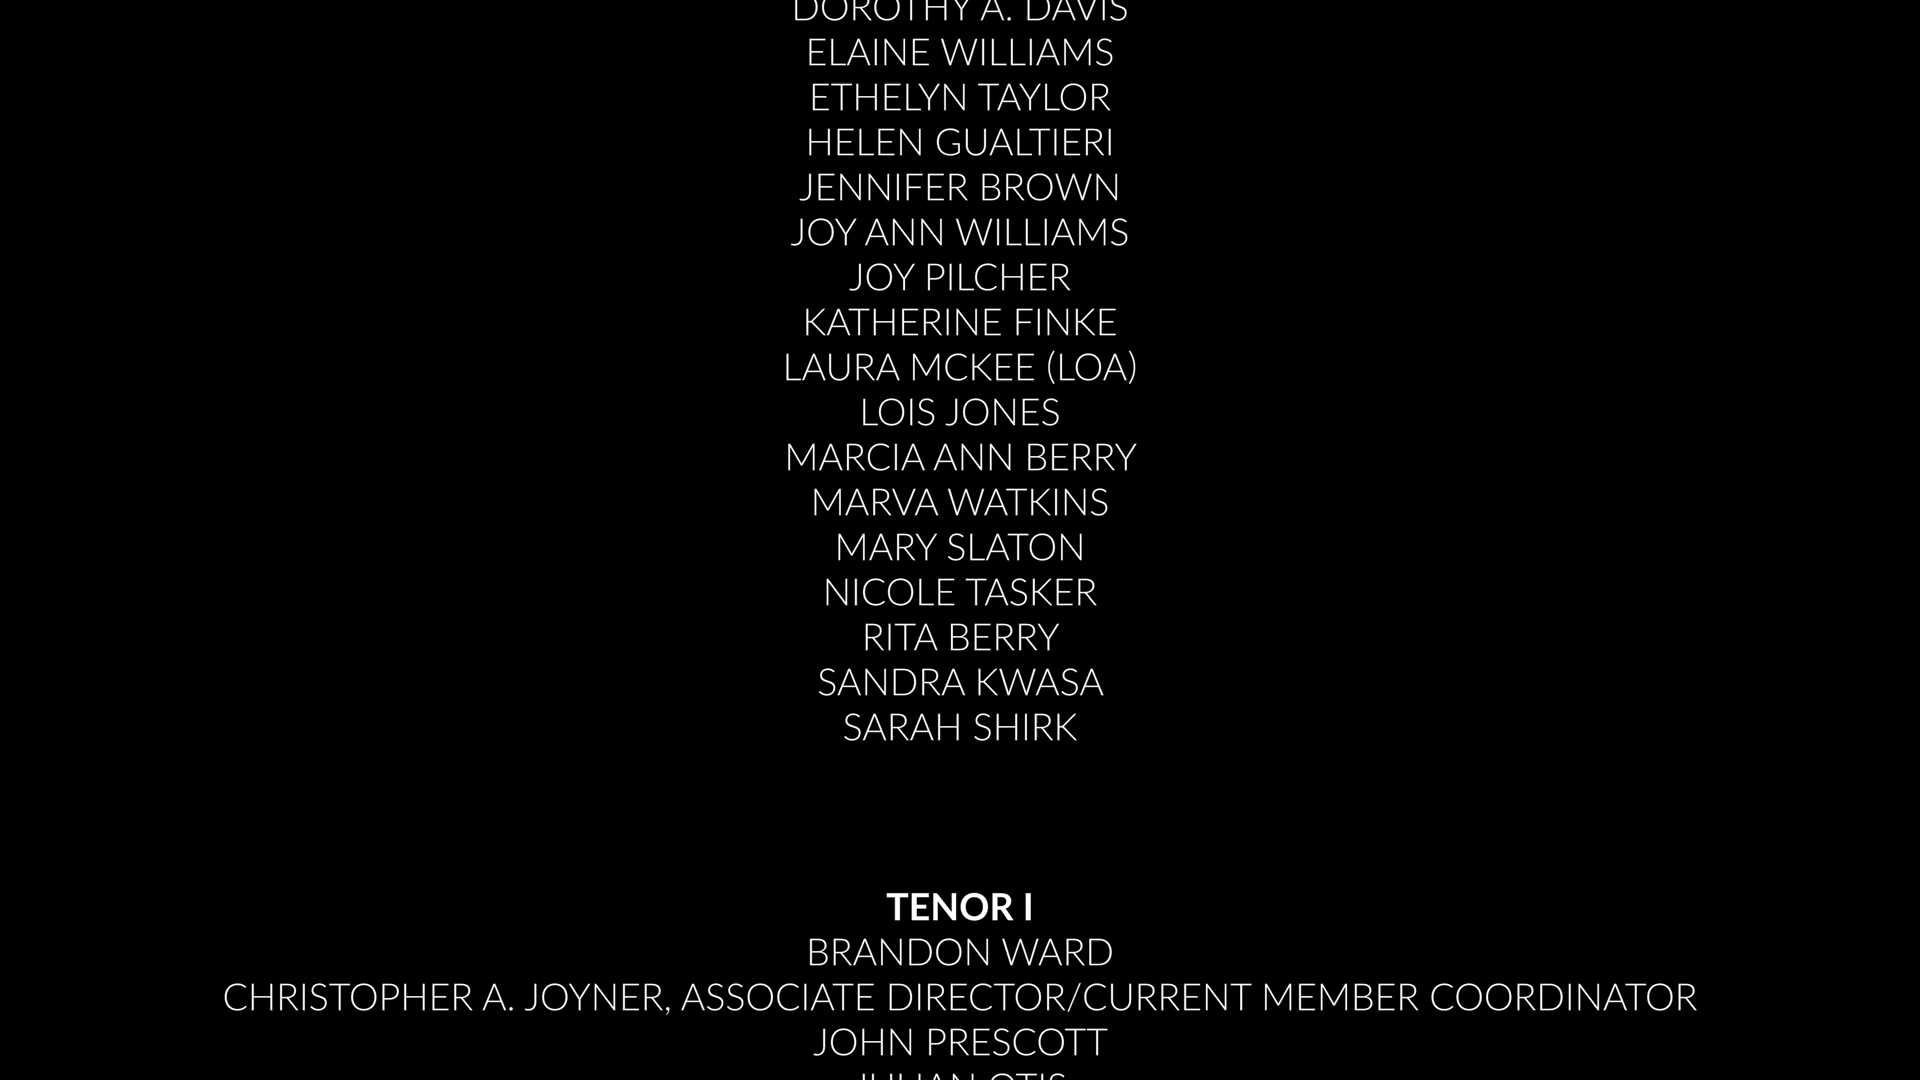 DOROTHY A. DAVIS
ELAINE WILLIAMS
ETHELYN TAYLOR
HELEN GUALTIERI
JENNIFER BROWN
JOY ANN WILLIAMS
JOY PILCHER
KATHERINE FINKE
LAURA MCKEE (LOA)
LOIS JONES
MARCIA ANN BERRY
MARVA WATKINS
MARY SLATON
NICOLE TASKER
RITA BERRY
SANDRA KWASA
SARAH SHIRK
TENOR I
BRANDON WARD
CHRISTOPHER A. JOYNER, ASSOCIATE DIRECTOR/CURRENT MEMBER COORDINATOR
JOHN PRESCOTT